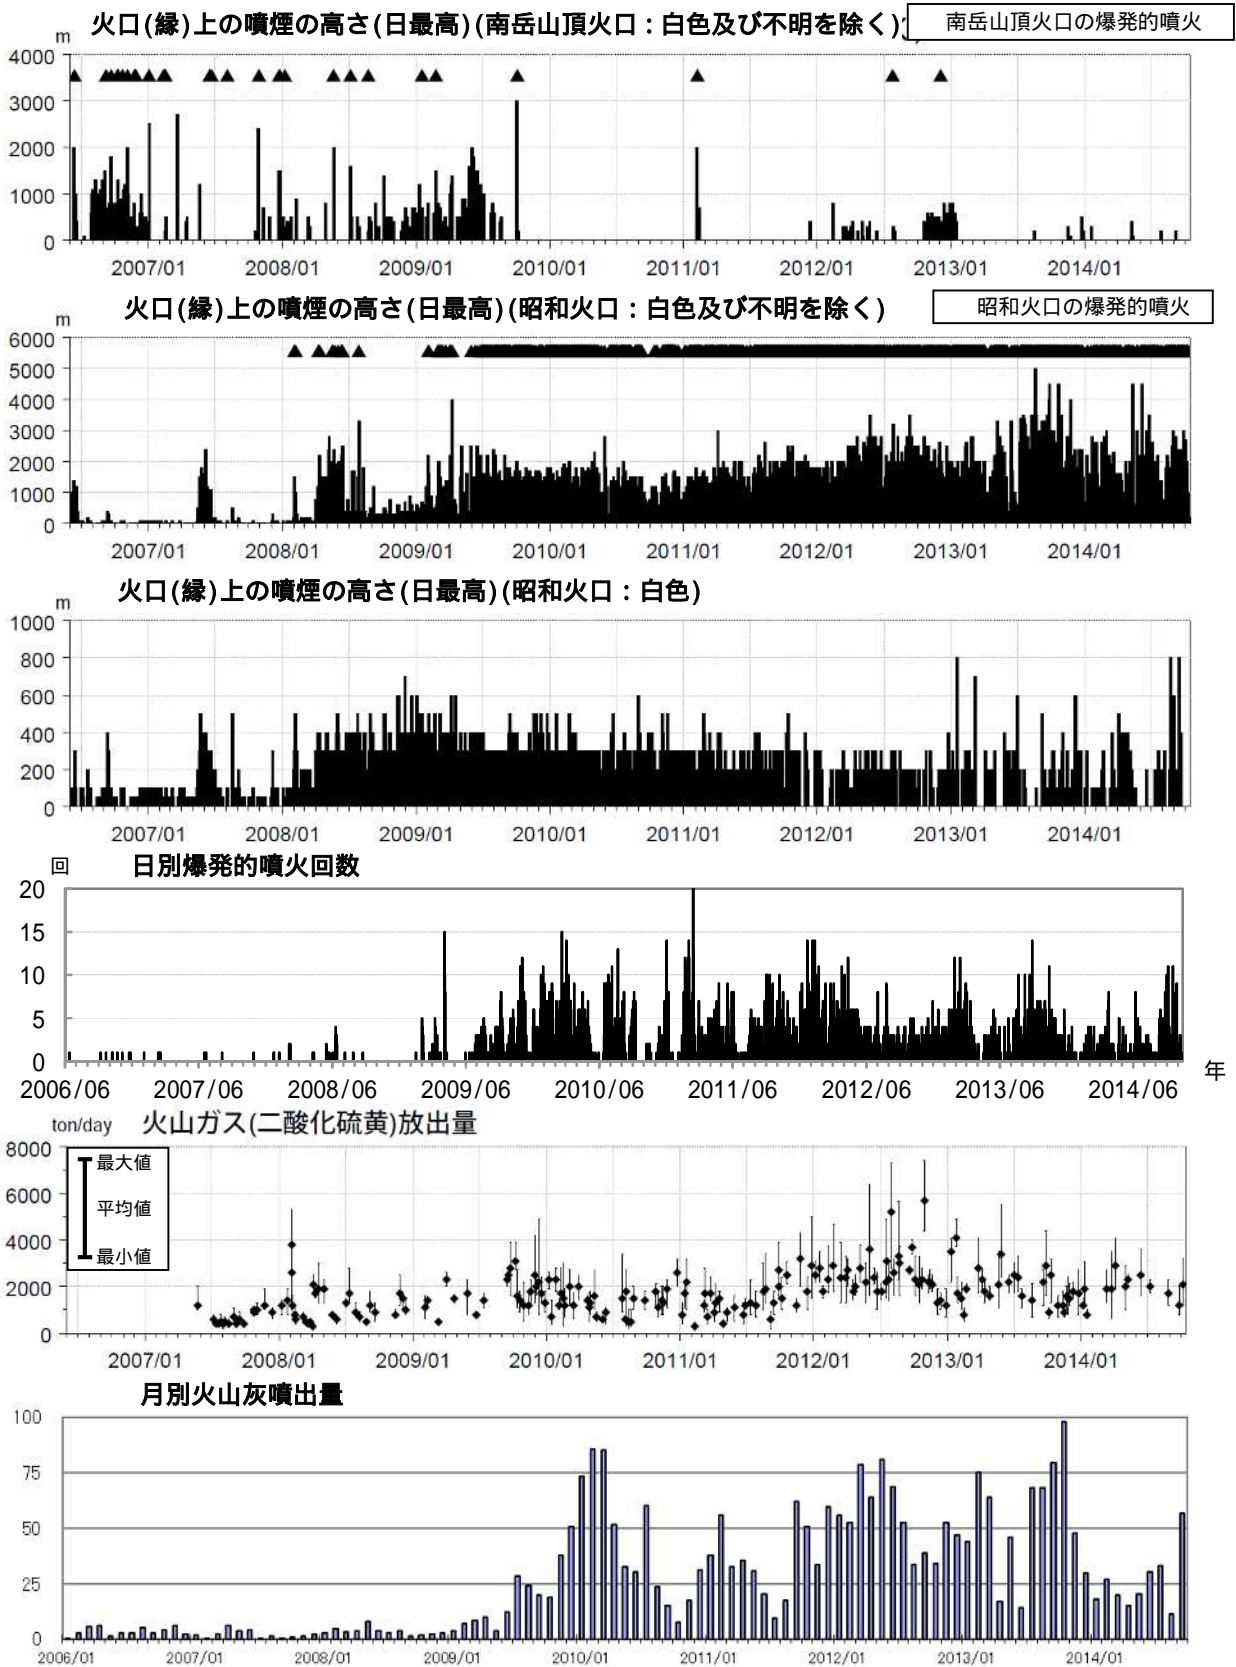 火口(縁)上の噴煙の高さ(日最高)(南岳山頂火口：白色及び不明を除く)
南岳山頂火口の爆発的噴火
m
4000
3000
2000
1000
0
2007/01 2008/01 2009/01 2010/01 2011/01 2012/01 2013/01 2014/01
火口(縁)上の噴煙の高さ(日最高)(昭和火口：白色及び不明を除く)
昭和火口の爆発的噴火
m
6000
5000
4000
3000
2000
1000
0
2007/01 2008/01 2009/01 2010/01 2011/01 2012/01 2013/01 2014/01
火口(縁)上の噴煙の高さ(日最高)(昭和火口：白色)
m
1000
800
600
400
200
0
2007/01 2008/01 2009/01 2010/01 2011/01 2012/01 2013/01 2014/01
回 日別爆発的噴火回数
20
15
10
5
0
2006/06 2007/06 2008/06 2009/06 2010/06 2011/06 2012/06 2013/06 2014/06 年
ton/day 火山ガス(二酸化硫黄)放出量
8000
6000
4000
2000
0
最大値
平均値
最小値
2007/01 2008/01 2009/01 2010/01 2011/01 2012/01 2013/01 2014/01
月別火山灰噴出量
100
75
50
25
0
2006/01 2007/01 2008/01 2009/01 2010/01 2011/01 2012/01 2013/01 2014/01